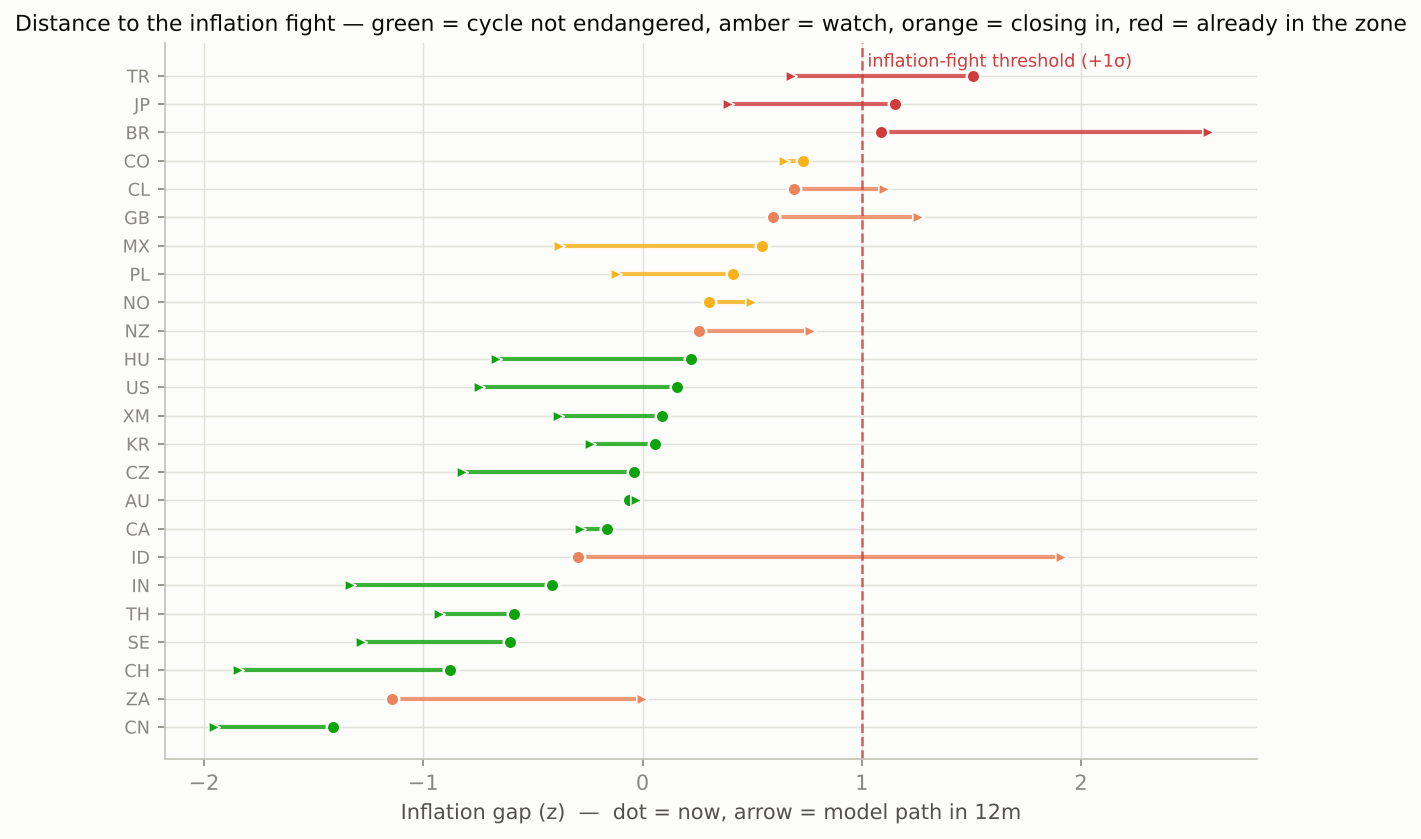 Distance to the inflation fight — green = cycle not endangered, amber = watch, orange = closing in, red = already in the zone
inflation-fight threshold (+1σ)
TR
JP
BR
CO
CL
GB
MX
PL
NO
NZ
HU
US
XM
KR
CZ
AU
CA
ID
IN
TH
SE
CH
ZA
CN
−2 −1 0 1 2
Inflation gap (z) — dot = now, arrow = model path in 12m